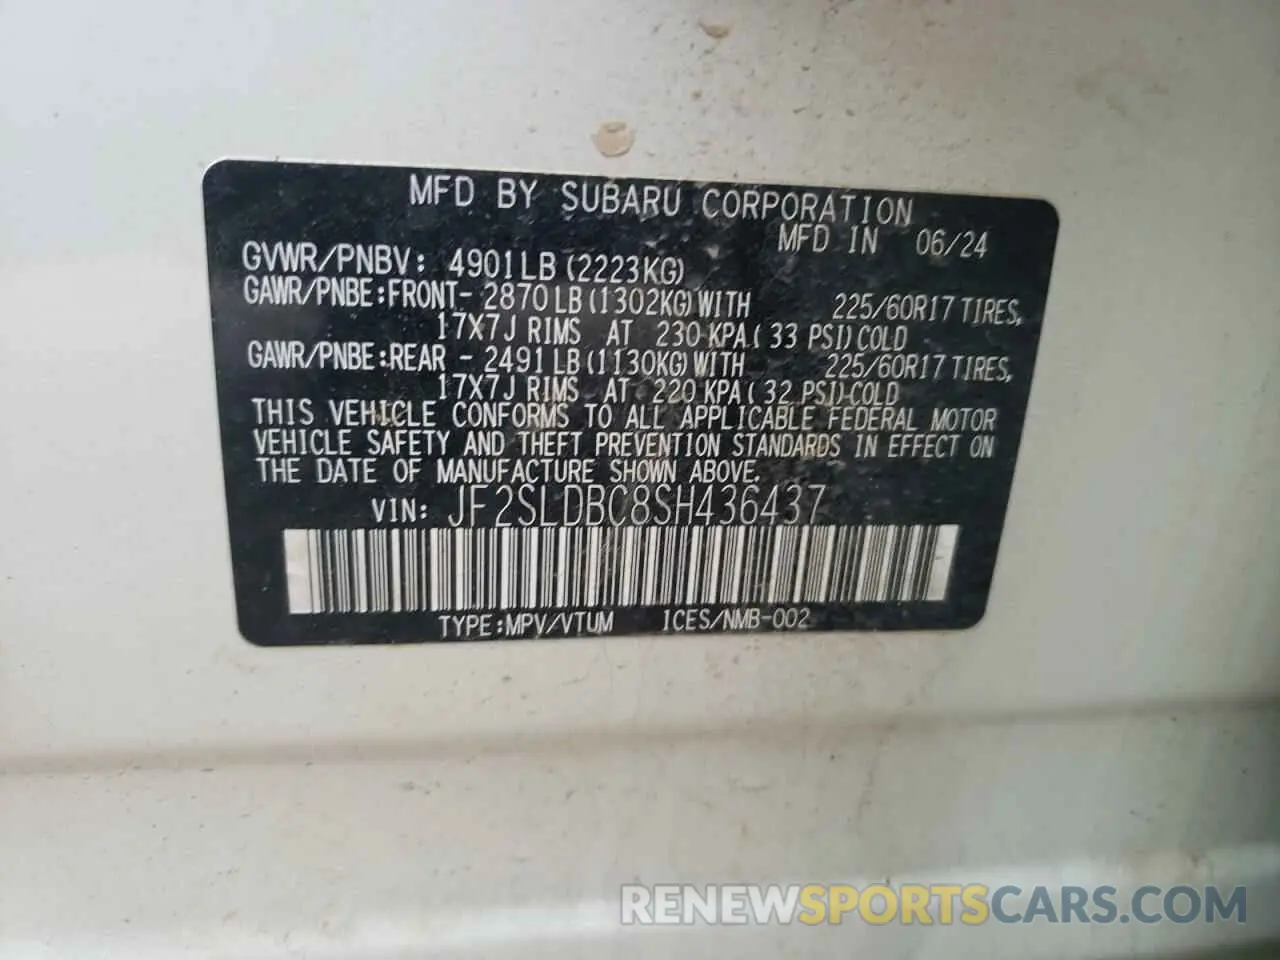 MFD BY SUBARU CORPORATION
MFD IN 06/24
GVWR/PNBV: 4901LB(2223KG)
GAWR/PNBE:FRONT- 2870LB(1302KG)WITH 225/60R17 TIRES,
17X7J RIMS AT 230 KPA( 33 PSI)COLD
GAWR/PNBE:REAR - 2491LB(1130KG)WITH 225/60R17 TIRES,
17X7J RIMS AT 220 KPA( 32 PSI)COLD
THIS VEHICLE CONFORMS TO ALL APPLICABLE FEDERAL MOTOR
VEHICLE SAFETY AND THEFT PREVENTION STANDARDS IN EFFECT ON
THE DATE OF MANUFACTURE SHOWN ABOVE.
VIN: JF2SLDBC8SH436437
TYPE:MPV/VTUM ICES/NMB-002
RENEWSPORTSCARS.COM